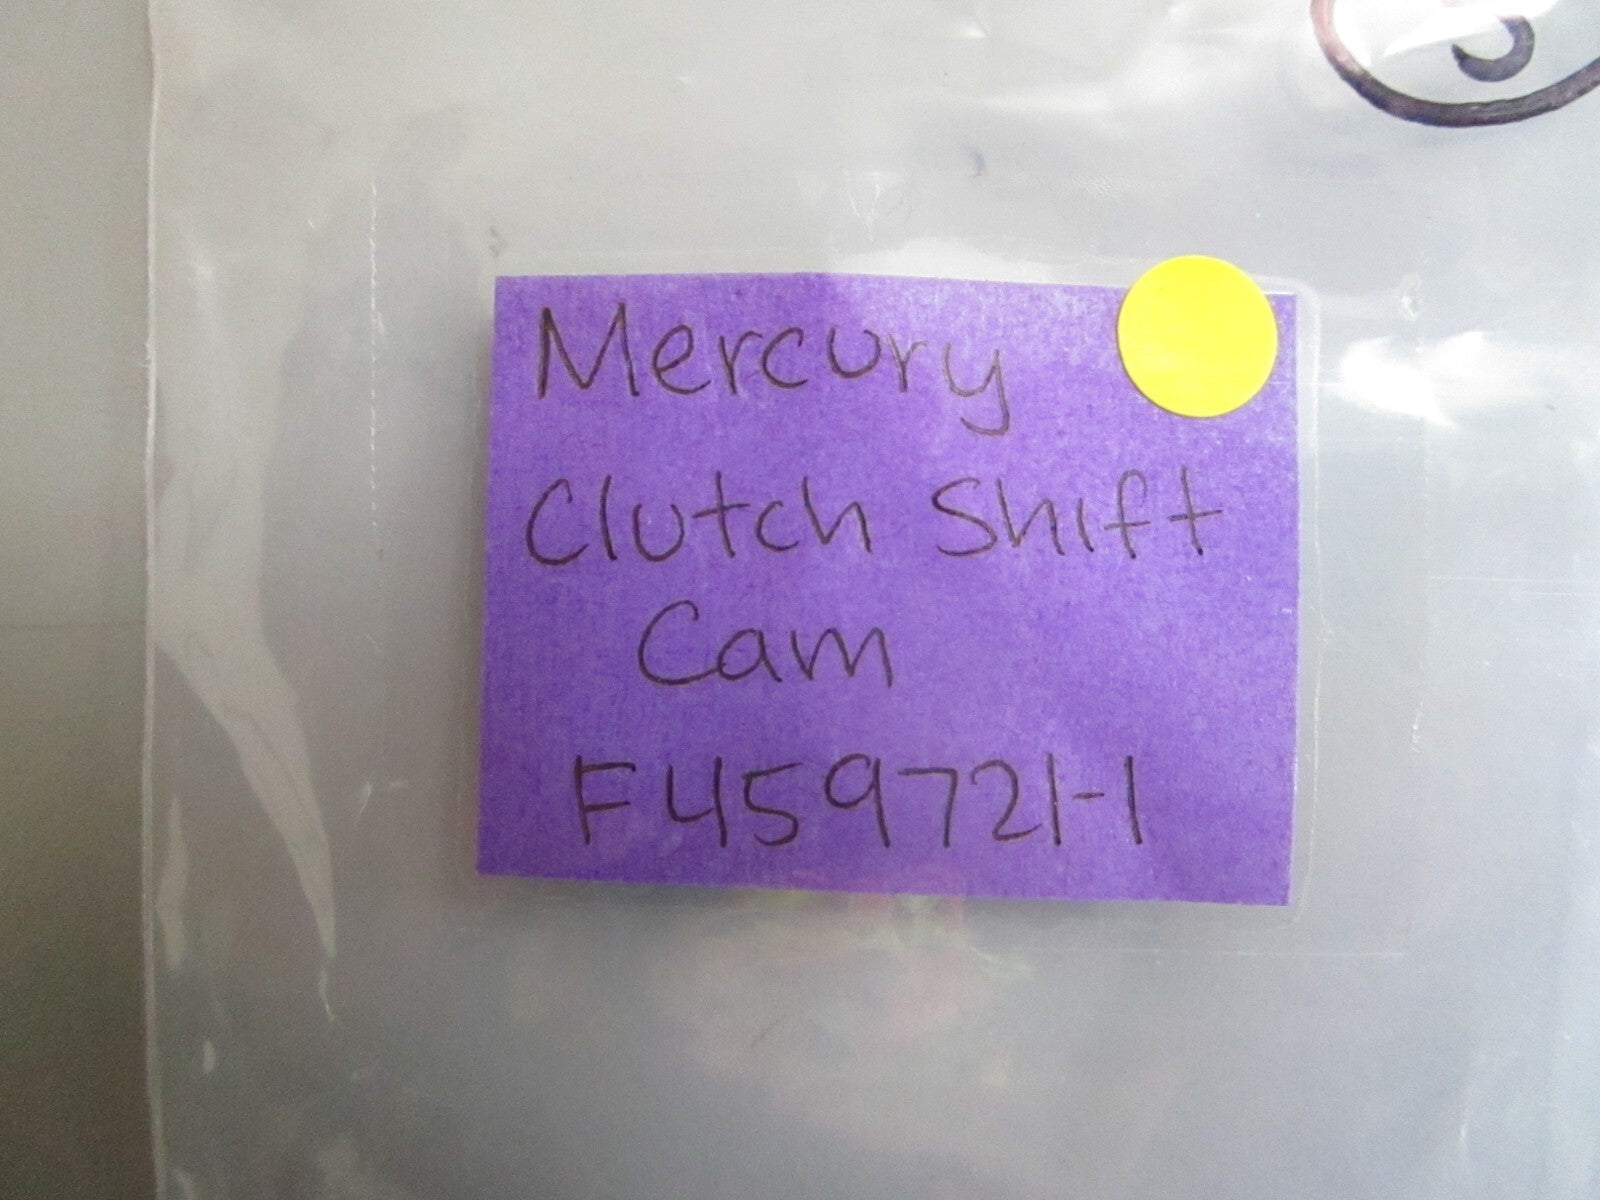 Mercury
Clutch Shift
Cam
F459721-1